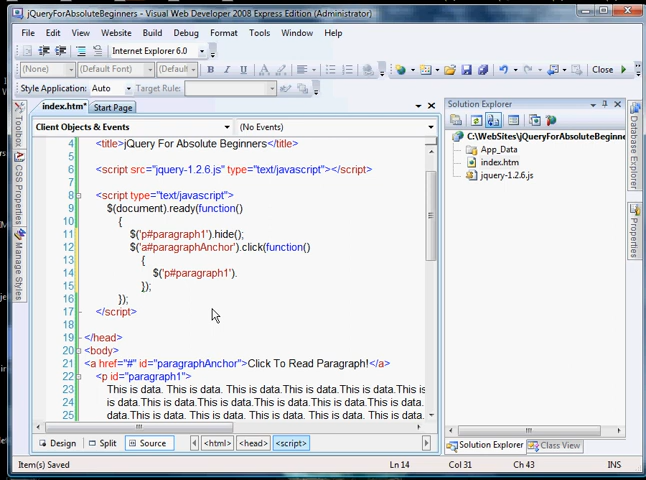 jQueryForAbsoluteBeginners - Visual Web Developer 2008 Express Edition (Administrator)
File Edit View Website Build Debug Format Tools Window Help
Internet Explorer 6.0
(None) (Default Font) (Default B I U A Close
Style Application: Auto Target Rule:
index.htm* Start Page
Client Objects & Events (No Events)
4 <title>jQuery For Absolute Beginners</title>
5
6 <script src="jquery-1.2.6.js" type="text/javascript"></script>
7
8 <script type="text/javascript">
9 $(document).ready(function()
10 {
11 $('p#paragraph1').hide();
12 $('a#paragraphAnchor').click(function()
13 {
14 $('p#paragraph1').
15 });
16 });
17 </script>
18
19 </head>
20 <body>
21 <a href="#" id="paragraphAnchor">Click To Read Paragraph!</a>
22 <p id="paragraph1">
23 This is data. This is data. This is data.This is data.This is
24 data.This is data.This is data.This is data.This is data.This
25 data.This is data.This is data.This is data.This is data.This
Design Split Source <html> <head> <script>
Toolbox
CSS Properties
Manage Styles
Solution Explorer
C:\WebSites\jQueryForAbsoluteBeginne
App_Data
index.htm
jquery-1.2.6.js
Solution Explorer Class View
Database Explorer
Properties
Item(s) Saved Ln 14 Col 31 Ch 43 INS